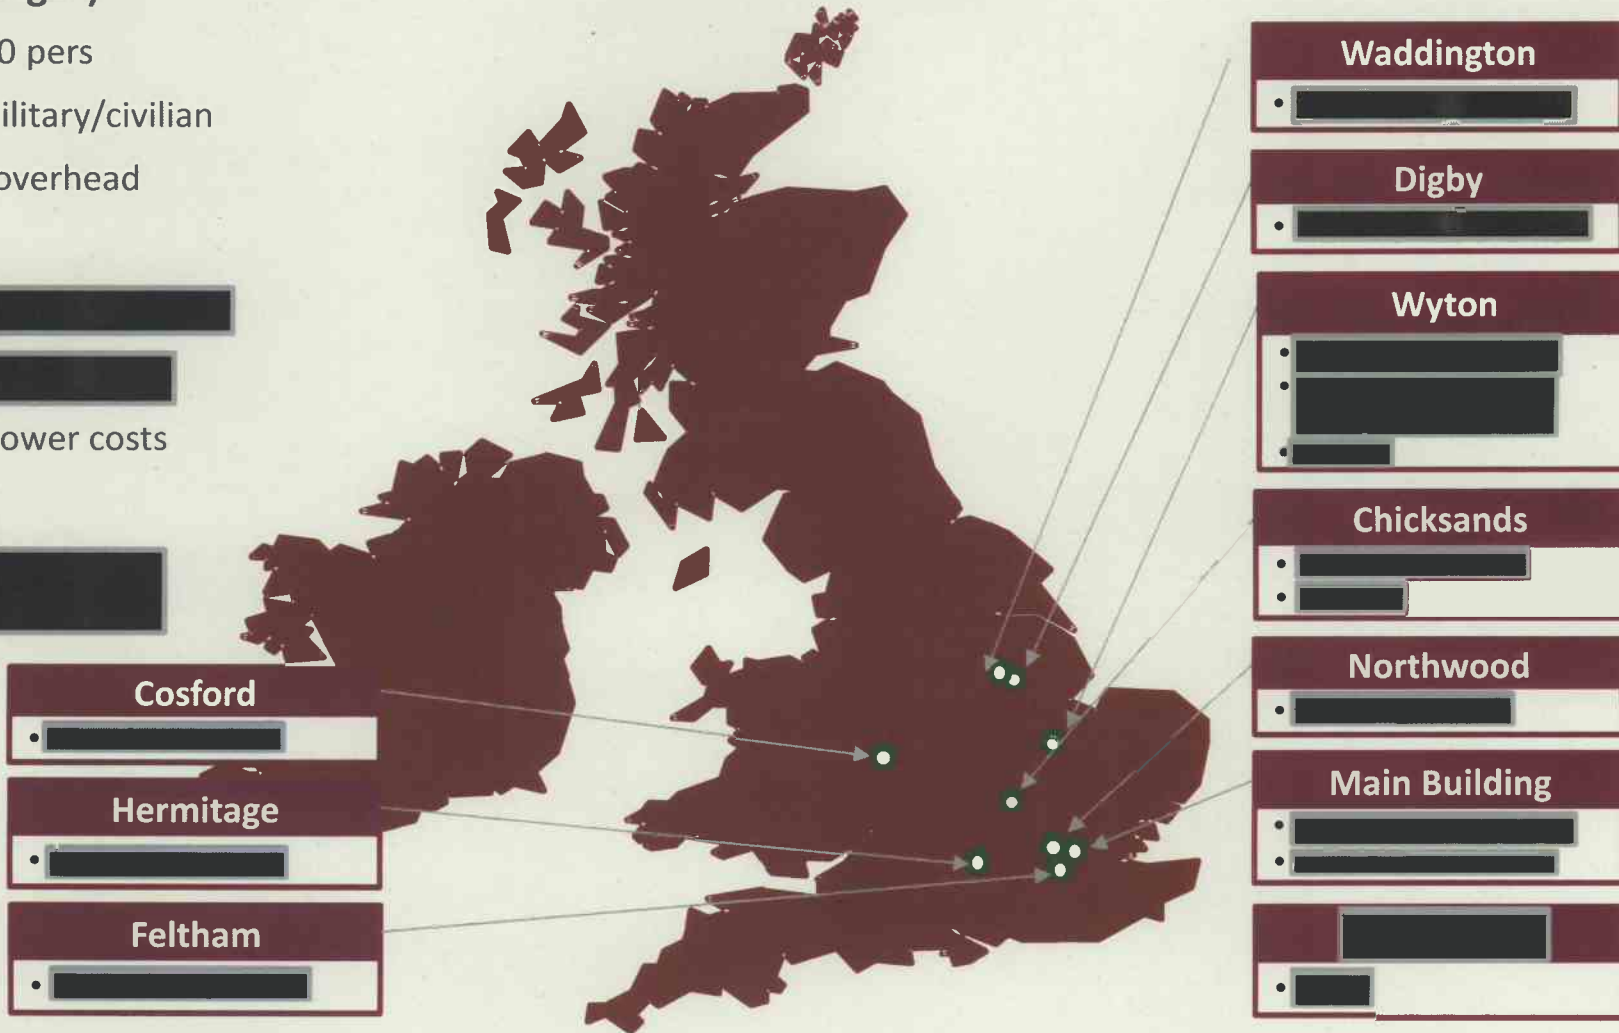 0 pers
ilitary/civilian
overhead
ower costs
Cosford
Hermitage
Feltham
Waddington
Digby
Wyton
Chicksands
Northwood
Main Building